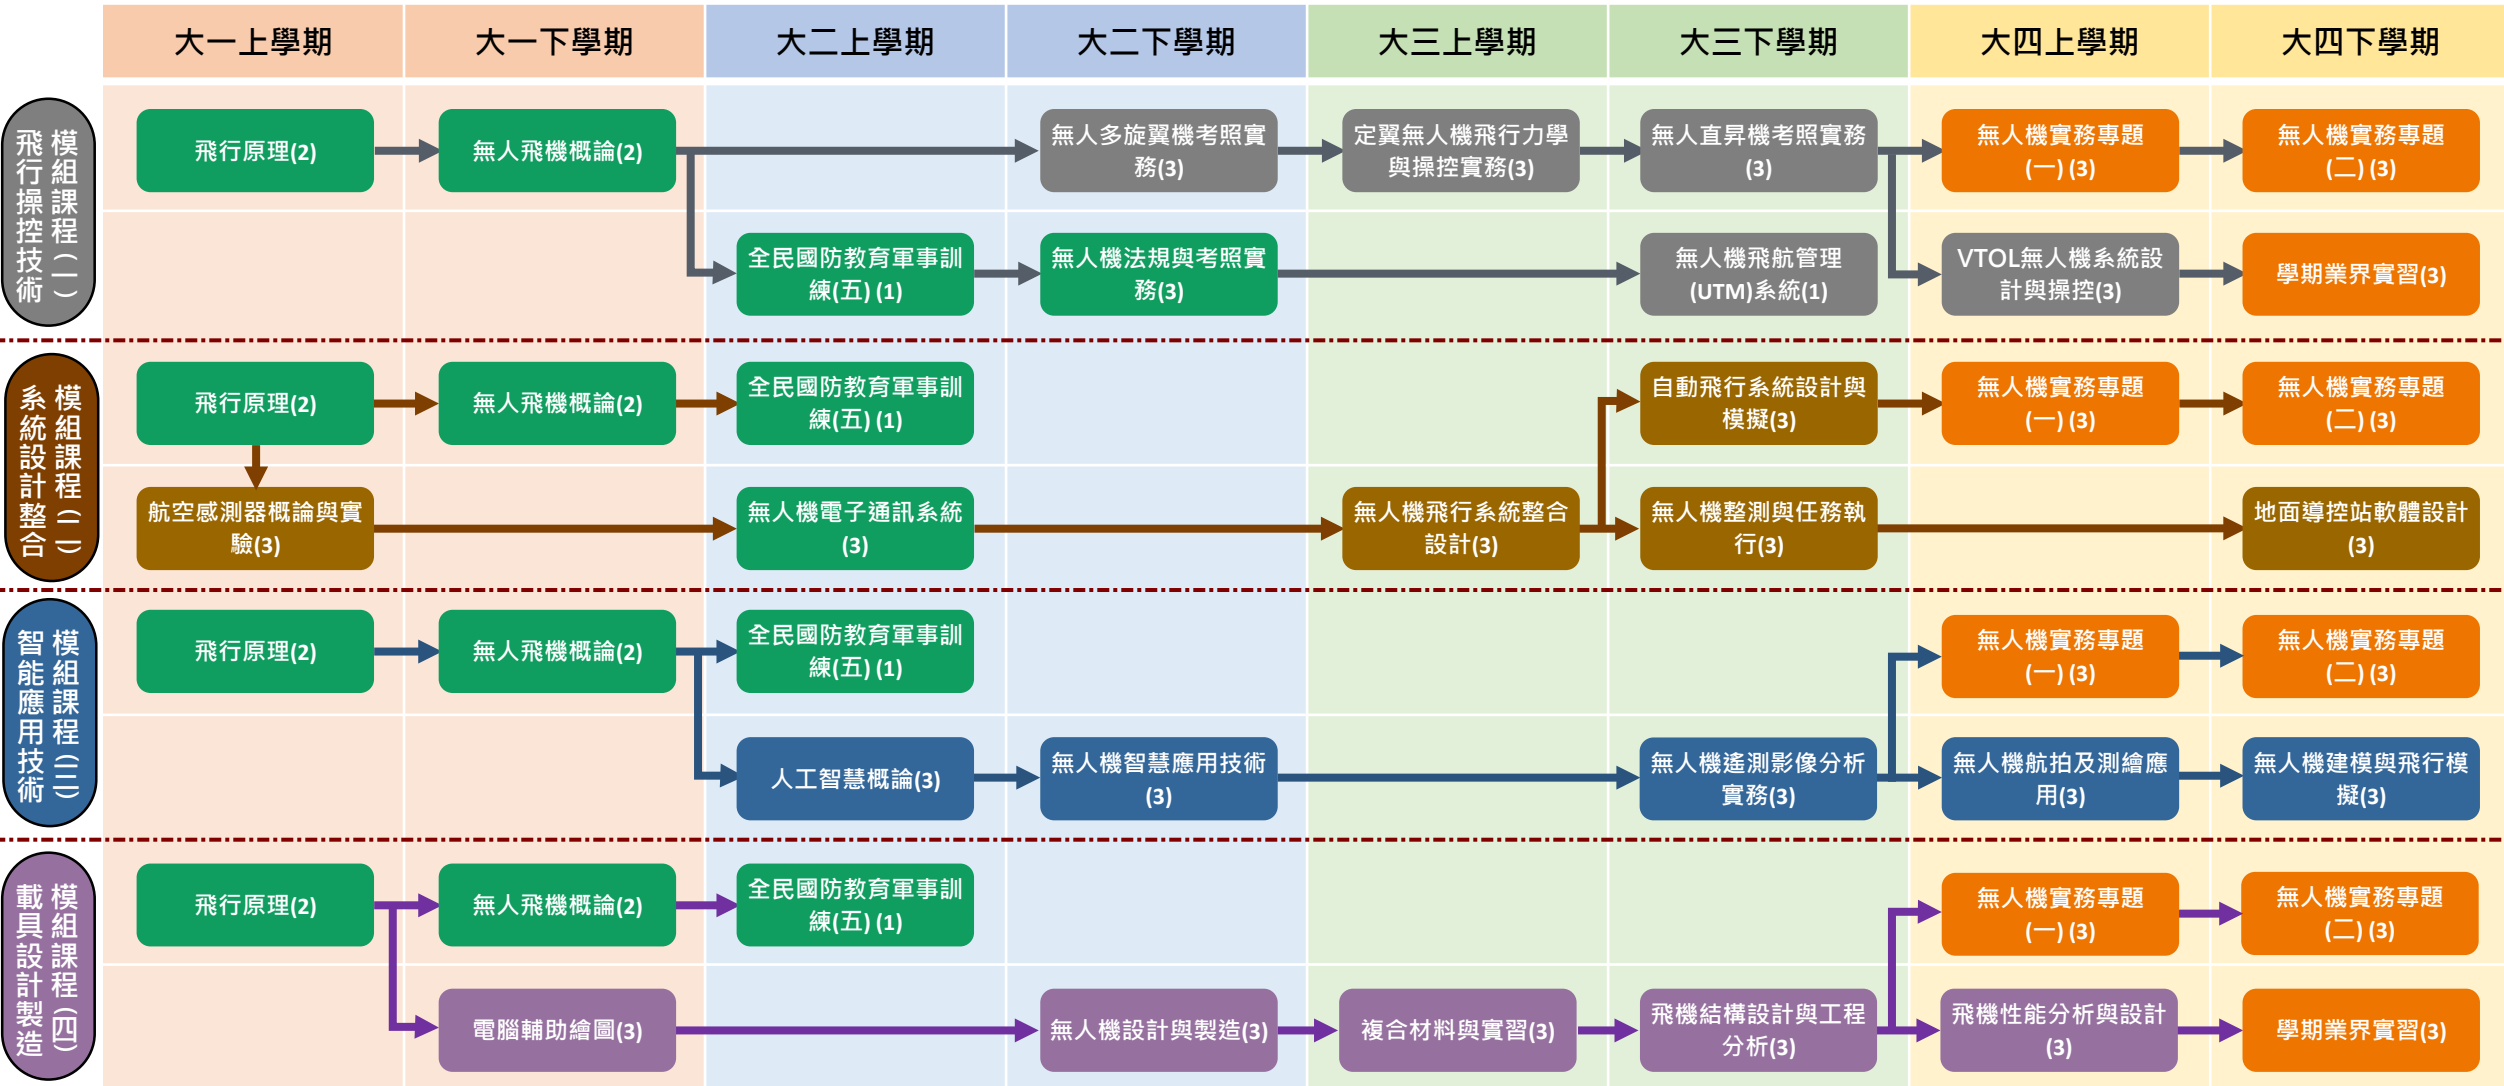 大一上學期
大一下學期
大二上學期
大二下學期
大三上學期
大三下學期
大四上學期
大四下學期
模組課程(一)
飛行操控技術
飛行原理(2)
無人飛機概論(2)
無人多旋翼機考照實
務(3)
定翼無人機飛行力學
與操控實務(3)
無人直昇機考照實務
(3)
無人機實務專題
(一) (3)
無人機實務專題
(二) (3)
全民國防教育軍事訓
練(五) (1)
無人機法規與考照實
務(3)
無人機飛航管理
(UTM)系統(1)
VTOL無人機系統設
計與操控(3)
學期業界實習(3)
模組課程(二)
系統設計整合
飛行原理(2)
無人飛機概論(2)
全民國防教育軍事訓
練(五) (1)
自動飛行系統設計與
模擬(3)
無人機實務專題
(一) (3)
無人機實務專題
(二) (3)
航空感測器概論與實
驗(3)
無人機電子通訊系統
(3)
無人機飛行系統整合
設計(3)
無人機整測與任務執
行(3)
地面導控站軟體設計
(3)
模組課程(三)
智能應用技術
飛行原理(2)
無人飛機概論(2)
全民國防教育軍事訓
練(五) (1)
無人機實務專題
(一) (3)
無人機實務專題
(二) (3)
人工智慧概論(3)
無人機智慧應用技術
(3)
無人機遙測影像分析
實務(3)
無人機航拍及測繪應
用(3)
無人機建模與飛行模
擬(3)
模組課程(四)
載具設計製造
飛行原理(2)
無人飛機概論(2)
全民國防教育軍事訓
練(五) (1)
無人機實務專題
(一) (3)
無人機實務專題
(二) (3)
電腦輔助繪圖(3)
無人機設計與製造(3)
複合材料與實習(3)
飛機結構設計與工程
分析(3)
飛機性能分析與設計
(3)
學期業界實習(3)